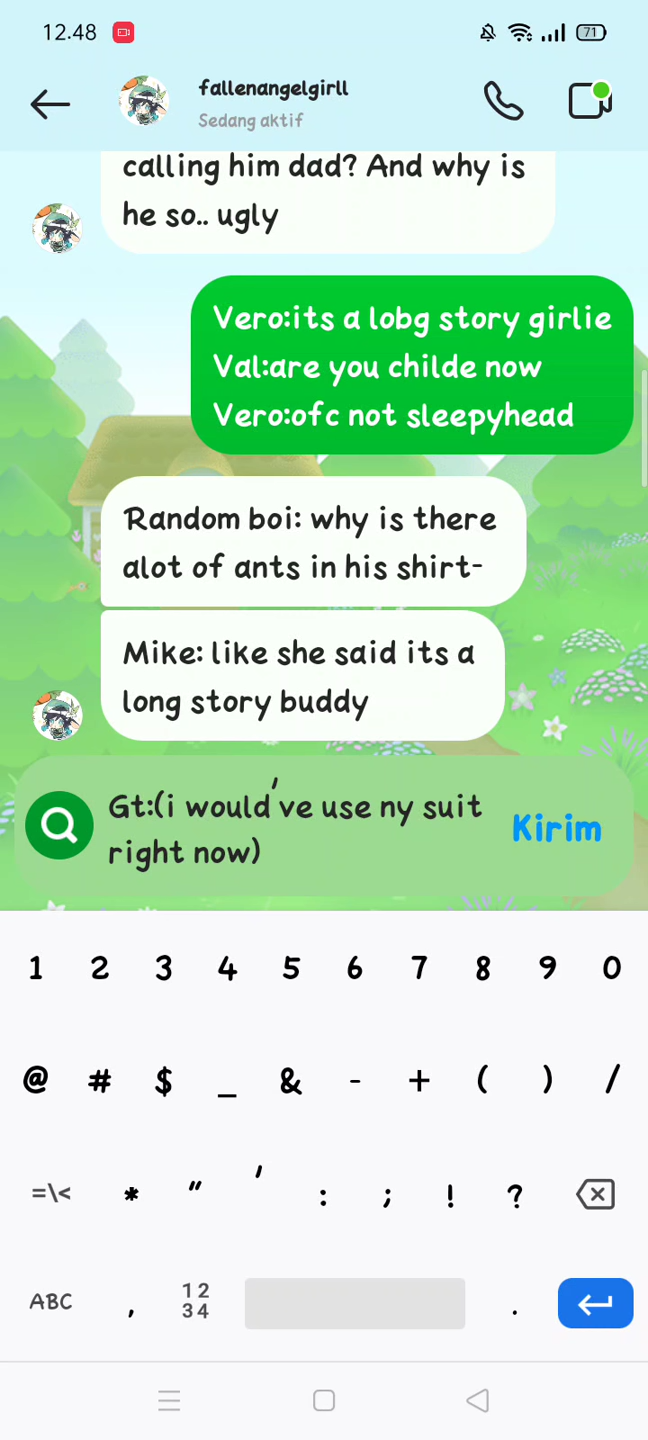 12.48
71
fallenangelgirll
Sedang aktif
calling him dad? And why is
he so.. ugly
Vero:its a lobg story girlie
Val:are you childe now
Vero:ofc not sleepyhead
Random boi: why is there
alot of ants in his shirt-
Mike: like she said its a
long story buddy
Gt:(i would've use ny suit
right now)
Kirim
1 2 3 4 5 6 7 8 9 0
@ # $ _ & - + ( ) /
=\< * " ' : ; ! ?
ABC , 12 34 .